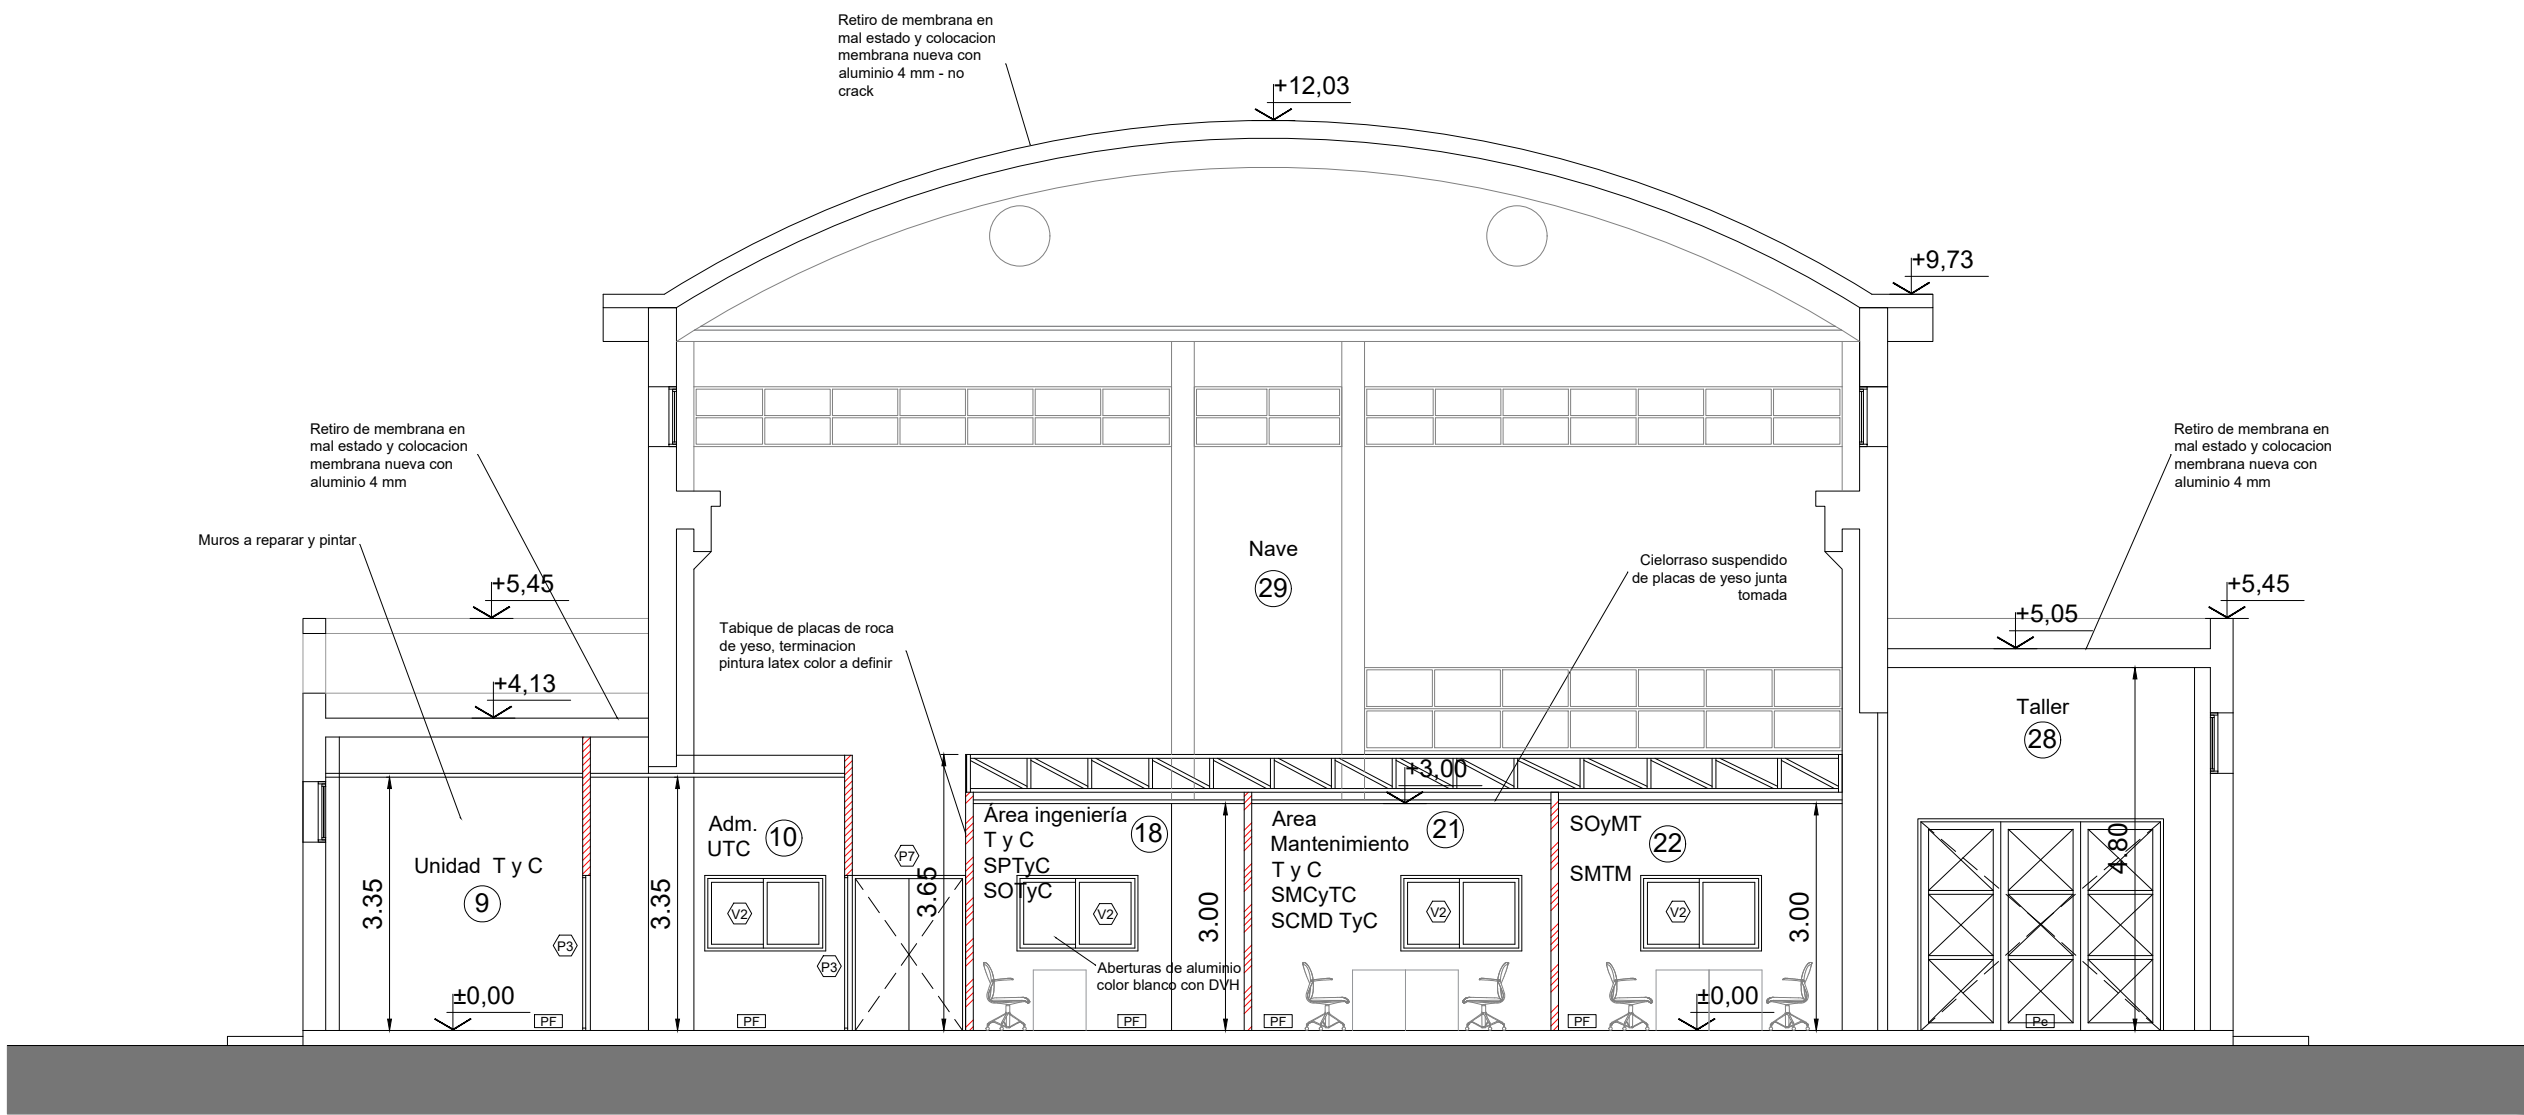 Retiro de membrana en
mal estado y colocacion
membrana nueva con
aluminio 4 mm - no
crack
+12,03
+9,73
Retiro de membrana en
mal estado y colocacion
membrana nueva con
aluminio 4 mm
Retiro de membrana en
mal estado y colocacion
membrana nueva con
aluminio 4 mm
Muros a reparar y pintar
Nave
29
Cielorraso suspendido
de placas de yeso junta
tomada
+5,45
+5,45
+5,05
Tabique de placas de roca
de yeso, terminacion
pintura latex color a definir
+4,13
Taller
28
+3,00
Unidad T y C
9
Adm.
UTC
10
Área ingeniería
T y C
SPTyC
SOTyC
18
Area
Mantenimiento
T y C
SMCyTC
SCMD TyC
21
SOyMT
SMTM
22
P7
3.35
3.35
3.65
3.00
3.00
4.80
V2
V2
V2
V2
P3
P3
Aberturas de aluminio
color blanco con DVH
±0,00
±0,00
PF
PF
PF
PF
PF
Pc